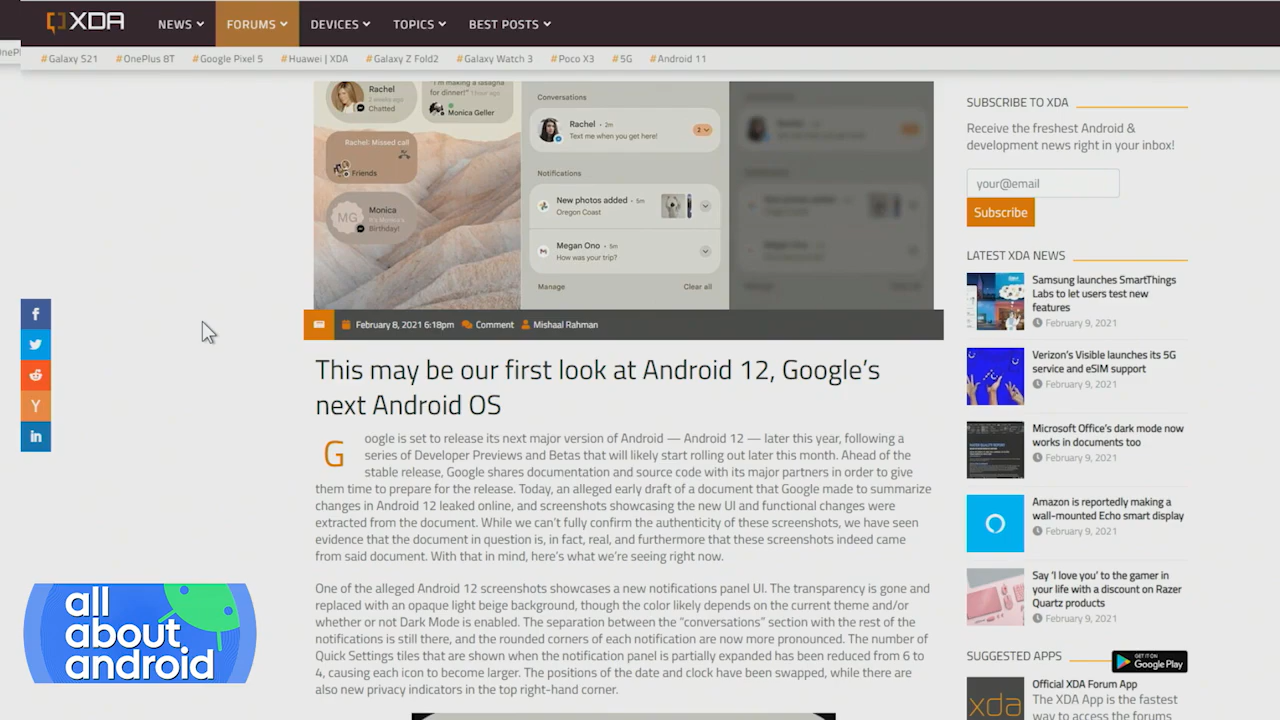 XDA
NEWS
FORUMS
DEVICES
TOPICS
BEST POSTS
#Galaxy S21
#OnePlus 8T
#Google Pixel 5
#Huawei | XDA
#Galaxy Z Fold2
#Galaxy Watch 3
#Poco X3
#5G
#Android 11
Rachel
Chatted
for dinner!"
Monica Geller
Rachel: Missed call
Friends
MG
Monica
Birthday!
Conversations
Rachel • 2m
Text me when you get here!
2
Notifications
New photos added • 5m
Oregon Coast
Megan Ono • 5m
How was your trip?
Manage
Clear all
February 8, 2021 6:18pm
Comment
Mishaal Rahman
This may be our first look at Android 12, Google's
next Android OS
Google is set to release its next major version of Android — Android 12 — later this year, following a
series of Developer Previews and Betas that will likely start rolling out later this month. Ahead of the
stable release, Google shares documentation and source code with its major partners in order to give
them time to prepare for the release. Today, an alleged early draft of a document that Google made to summarize
changes in Android 12 leaked online, and screenshots showcasing the new UI and functional changes were
extracted from the document. While we can't fully confirm the authenticity of these screenshots, we have seen
evidence that the document in question is, in fact, real, and furthermore that these screenshots indeed came
from said document. With that in mind, here's what we're seeing right now.
One of the alleged Android 12 screenshots showcases a new notifications panel UI. The transparency is gone and
replaced with an opaque light beige background, though the color likely depends on the current theme and/or
whether or not Dark Mode is enabled. The separation between the "conversations" section with the rest of the
notifications is still there, and the rounded corners of each notification are now more pronounced. The number of
Quick Settings tiles that are shown when the notification panel is partially expanded has been reduced from 6 to
4, causing each icon to become larger. The positions of the date and clock have been swapped, while there are
also new privacy indicators in the top right-hand corner.
SUBSCRIBE TO XDA
Receive the freshest Android &
development news right in your inbox!
your@email
Subscribe
LATEST XDA NEWS
Samsung launches SmartThings
Labs to let users test new
features
February 9, 2021
Verizon's Visible launches its 5G
service and eSIM support
February 9, 2021
Microsoft Office's dark mode now
works in documents too
February 9, 2021
Amazon is reportedly making a
wall-mounted Echo smart display
February 9, 2021
Say 'I love you' to the gamer in
your life with a discount on Razer
Quartz products
February 9, 2021
SUGGESTED APPS
GET IT ON
Google Play
xda
Official XDA Forum App
The XDA App is the fastest
way to access the forums
f
Y
in
all
about
android